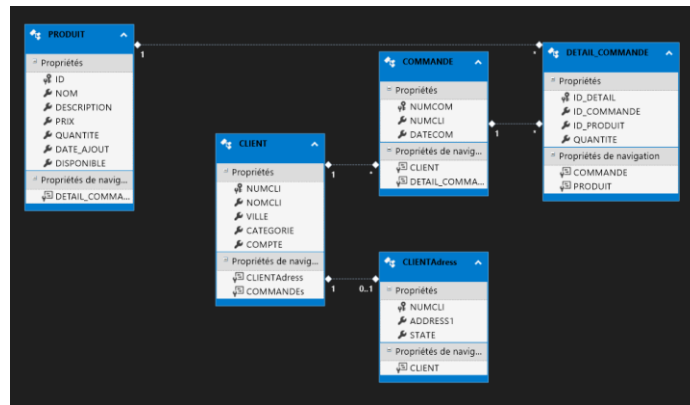 PRODUIT
Propriétés
ID
NOM
DESCRIPTION
PRIX
QUANTITE
DATE_AJOUT
DISPONIBLE
Propriétés de navig...
DETAIL_COMMA...
1
*
CLIENT
Propriétés
NUMCLI
NOMCLI
VILLE
CATEGORIE
COMPTE
Propriétés de navig...
CLIENTAdress
COMMANDEs
1
*
1
0..1
COMMANDE
Propriétés
NUMCOM
NUMCLI
DATECOM
Propriétés de navig...
CLIENT
DETAIL_COMMA...
1
*
CLIENTAdress
Propriétés
NUMCLI
ADDRESS1
STATE
Propriétés de navig...
CLIENT
DETAIL_COMMANDE
Propriétés
ID_DETAIL
ID_COMMANDE
ID_PRODUIT
QUANTITE
Propriétés de navigation
COMMANDE
PRODUIT